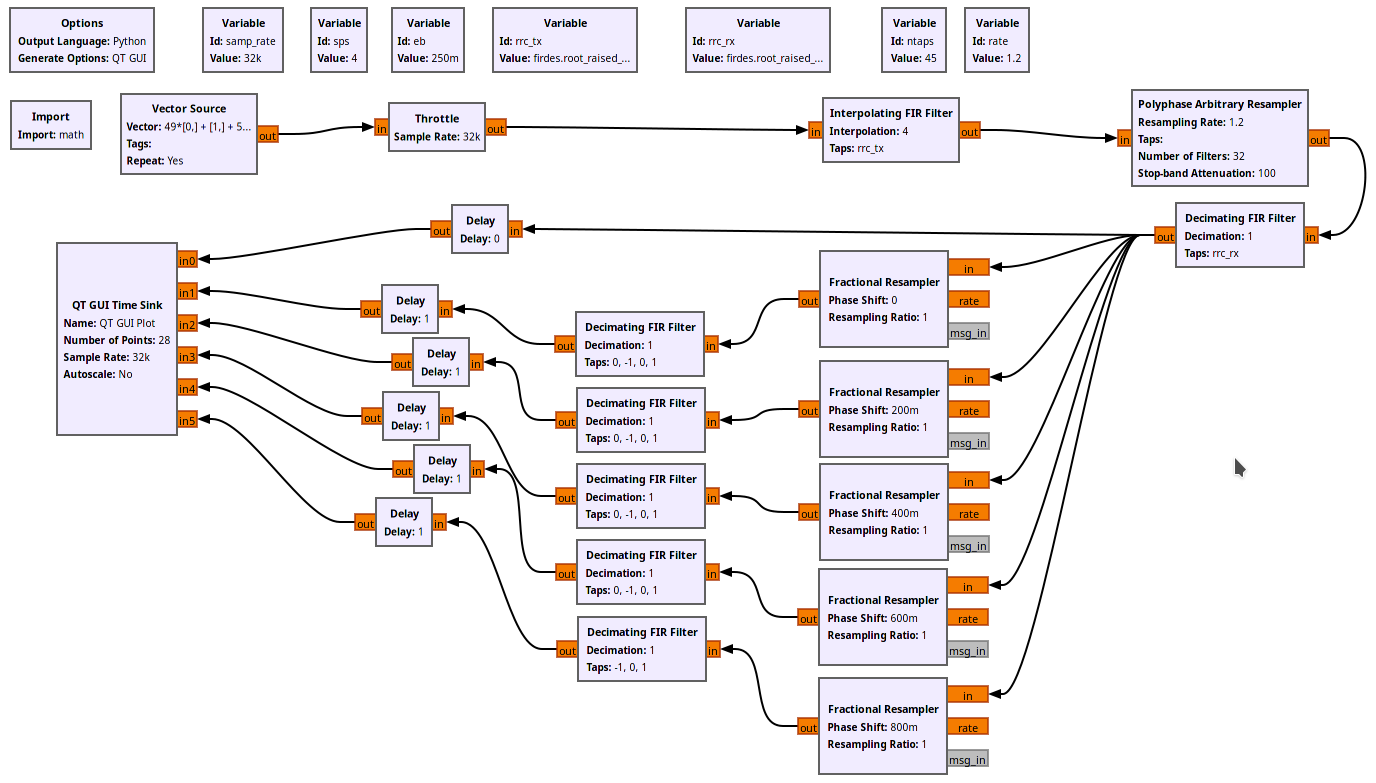 Options
Output Language: Python
Generate Options: QT GUI
Variable
Id: samp_rate
Value: 32k
Variable
Id: sps
Value: 4
Variable
Id: eb
Value: 250m
Variable
Id: rrc_tx
Value: firdes.root_raised_...
Variable
Id: rrc_rx
Value: firdes.root_raised_...
Variable
Id: ntaps
Value: 45
Variable
Id: rate
Value: 1.2
Import
Import: math
Vector Source
Vector: 49*[0,] + [1,] + 5...
Tags:
Repeat: Yes
out
in
Throttle
Sample Rate: 32k
out
in
Interpolating FIR Filter
Interpolation: 4
Taps: rrc_tx
out
in
Polyphase Arbitrary Resampler
Resampling Rate: 1.2
Taps:
Number of Filters: 32
Stop-band Attenuation: 100
out
out
Decimating FIR Filter
Decimation: 1
Taps: rrc_rx
in
out
Delay
Delay: 0
in
QT GUI Time Sink
Name: QT GUI Plot
Number of Points: 28
Sample Rate: 32k
Autoscale: No
in0
in1
in2
in3
in4
in5
out
Delay
Delay: 1
in
out
Decimating FIR Filter
Decimation: 1
Taps: 0, -1, 0, 1
in
out
Fractional Resampler
Phase Shift: 0
Resampling Ratio: 1
in
rate
msg_in
out
Delay
Delay: 1
in
out
Decimating FIR Filter
Decimation: 1
Taps: 0, -1, 0, 1
in
out
Fractional Resampler
Phase Shift: 200m
Resampling Ratio: 1
in
rate
msg_in
out
Delay
Delay: 1
in
out
Decimating FIR Filter
Decimation: 1
Taps: 0, -1, 0, 1
in
out
Fractional Resampler
Phase Shift: 400m
Resampling Ratio: 1
in
rate
msg_in
out
Delay
Delay: 1
in
out
Decimating FIR Filter
Decimation: 1
Taps: 0, -1, 0, 1
in
out
Fractional Resampler
Phase Shift: 600m
Resampling Ratio: 1
in
rate
msg_in
out
Delay
Delay: 1
in
out
Decimating FIR Filter
Decimation: 1
Taps: -1, 0, 1
in
out
Fractional Resampler
Phase Shift: 800m
Resampling Ratio: 1
in
rate
msg_in